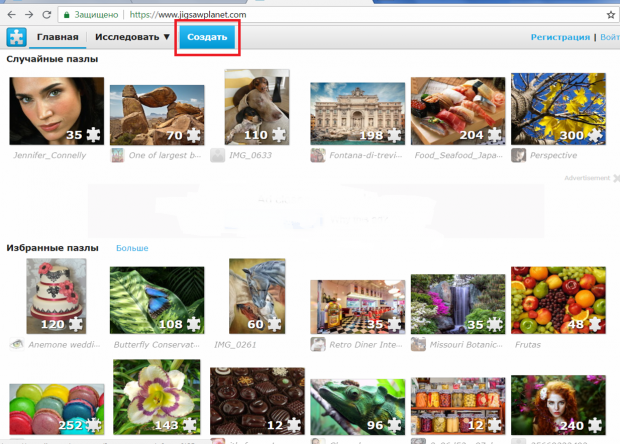 Защищено https://www.jigsawplanet.com
Главная Исследовать ▼ Создать Регистрация | Войт
Случайные пазлы
35 70 110 198 204 300
Jennifer_Connelly One of largest b... IMG_0633 Fontana-di-trevi... Food_Seafood_Japa... Perspective
Advertisement
Избранные пазлы Больше
120 108 60 35 35 48
Anemone weddi... Butterfly Conservat... IMG_0261 Retro Diner Inte... Missouri Botanic... Frutas
252 143 12 96 12 240